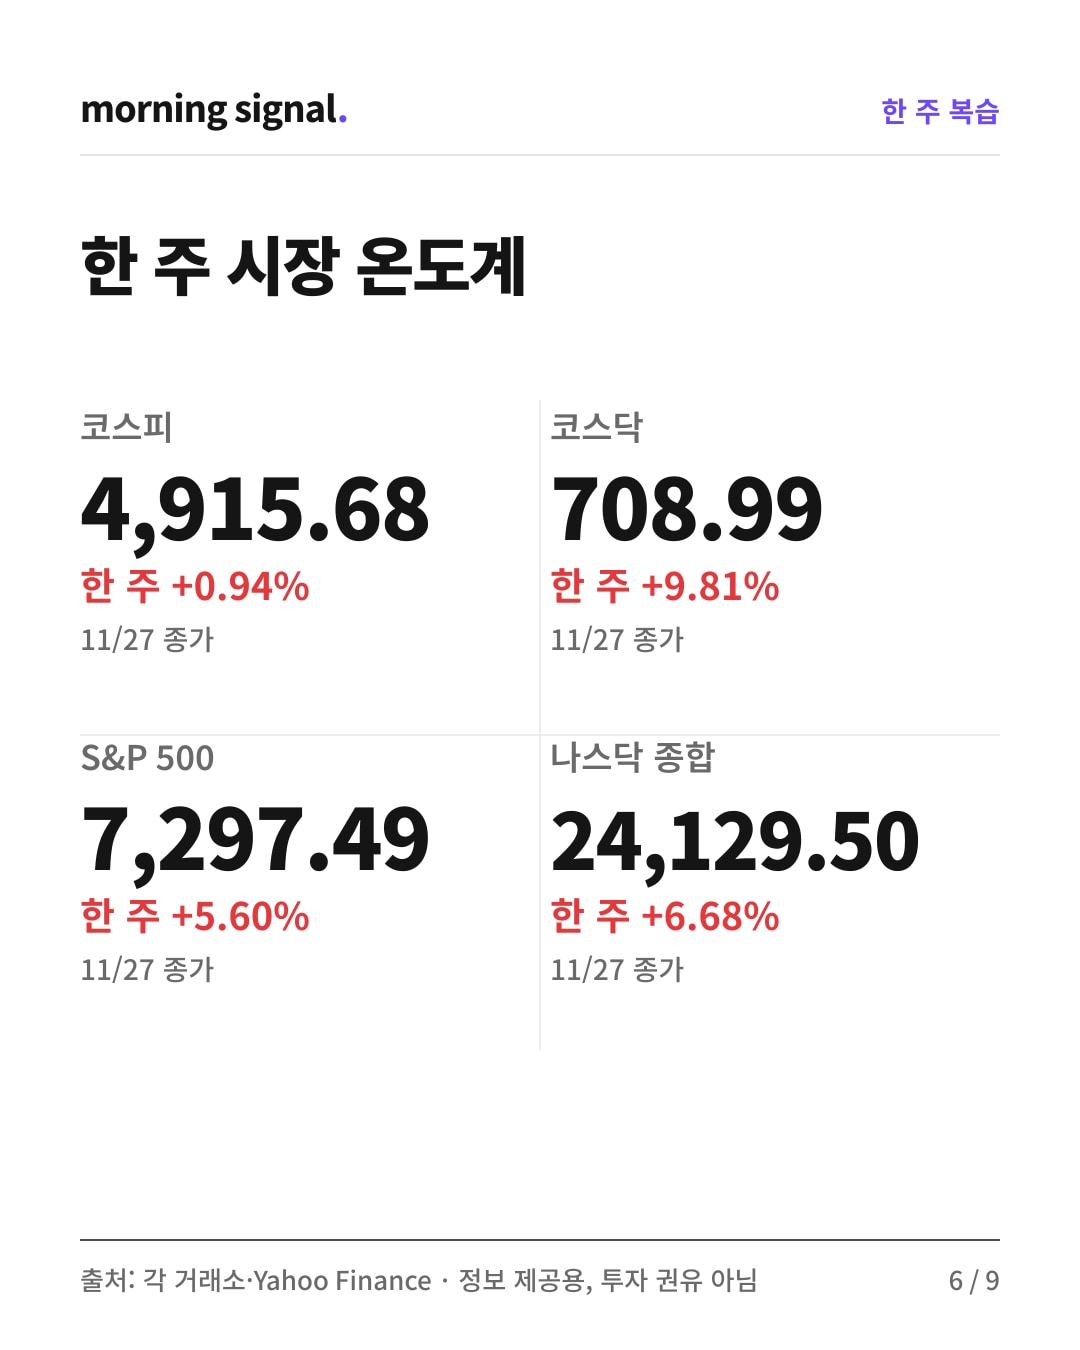 morning signal.
한 주 복습
한 주 시장 온도계
코스피
4,915.68
한 주 +0.94%
11/27 종가
코스닥
708.99
한 주 +9.81%
11/27 종가
S&P 500
7,297.49
한 주 +5.60%
11/27 종가
나스닥 종합
24,129.50
한 주 +6.68%
11/27 종가
출처: 각 거래소·Yahoo Finance · 정보 제공용, 투자 권유 아님
6 / 9